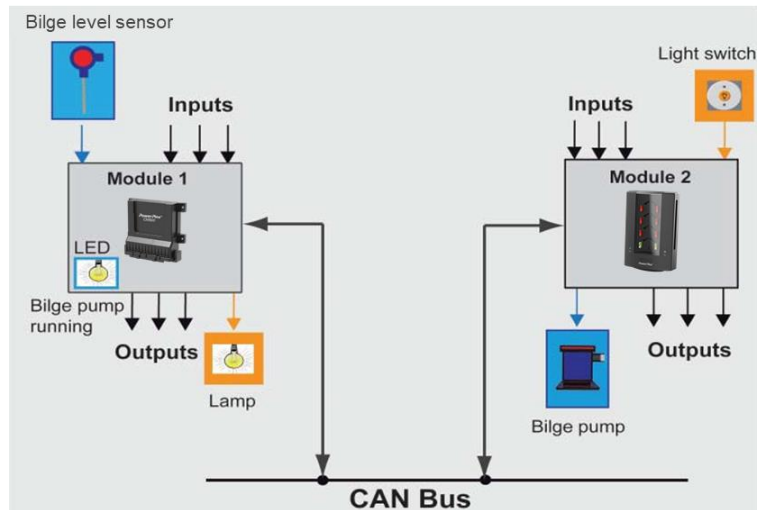 Bilge level sensor
Light switch
Inputs
Inputs
Module 1
Module 2
LED
Bilge pump
running
Outputs
Outputs
Lamp
Bilge pump
CAN Bus